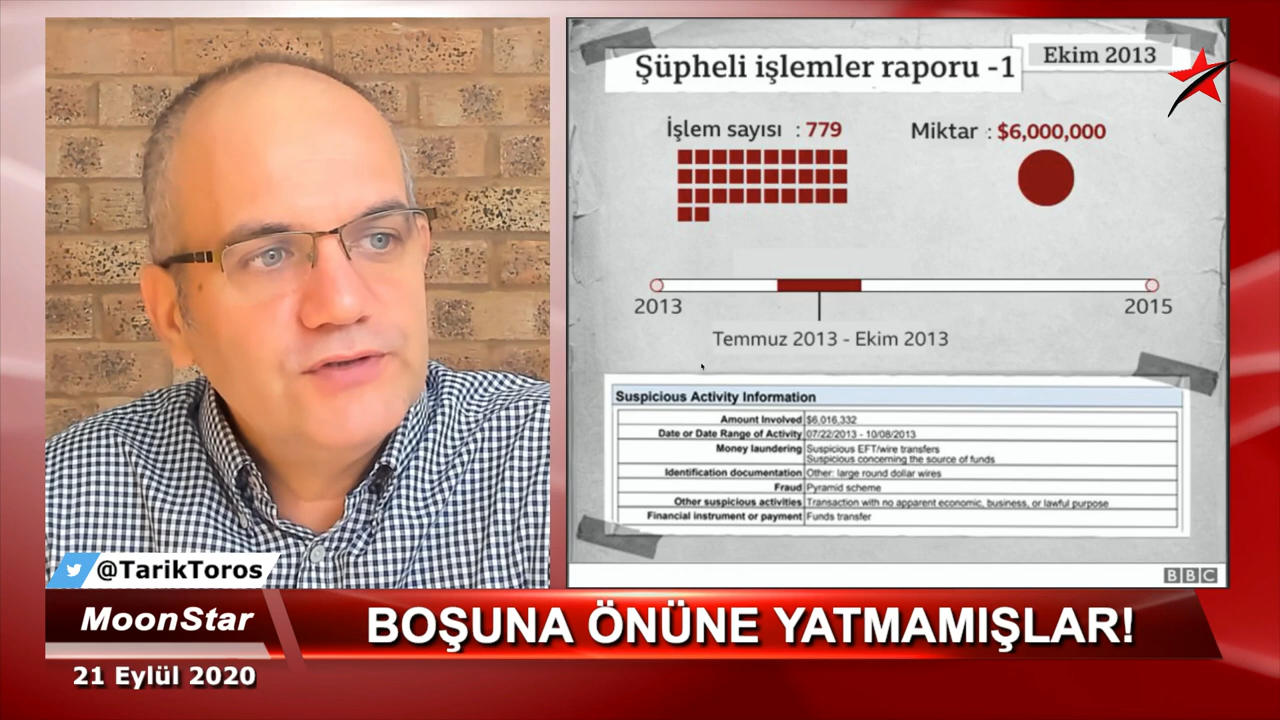 Şüpheli işlemler raporu -1
Ekim 2013
İşlem sayısı : 779
Miktar : $6,000,000
2013
2015
Temmuz 2013 - Ekim 2013
Suspicious Activity Information
Amount Involved $6,016,332
Date or Date Range of Activity 07/22/2013 - 10/08/2013
Money laundering Suspicious EFT/wire transfers
Suspicious concerning the source of funds
Identification documentation Other: large round dollar wires
Fraud Pyramid scheme
Other suspicious activities Transaction with no apparent economic, business, or lawful purpose
Financial instrument or payment Funds transfer
BBC
@TarikToros
MoonStar
BOŞUNA ÖNÜNE YATMAMIŞLAR!
21 Eylül 2020